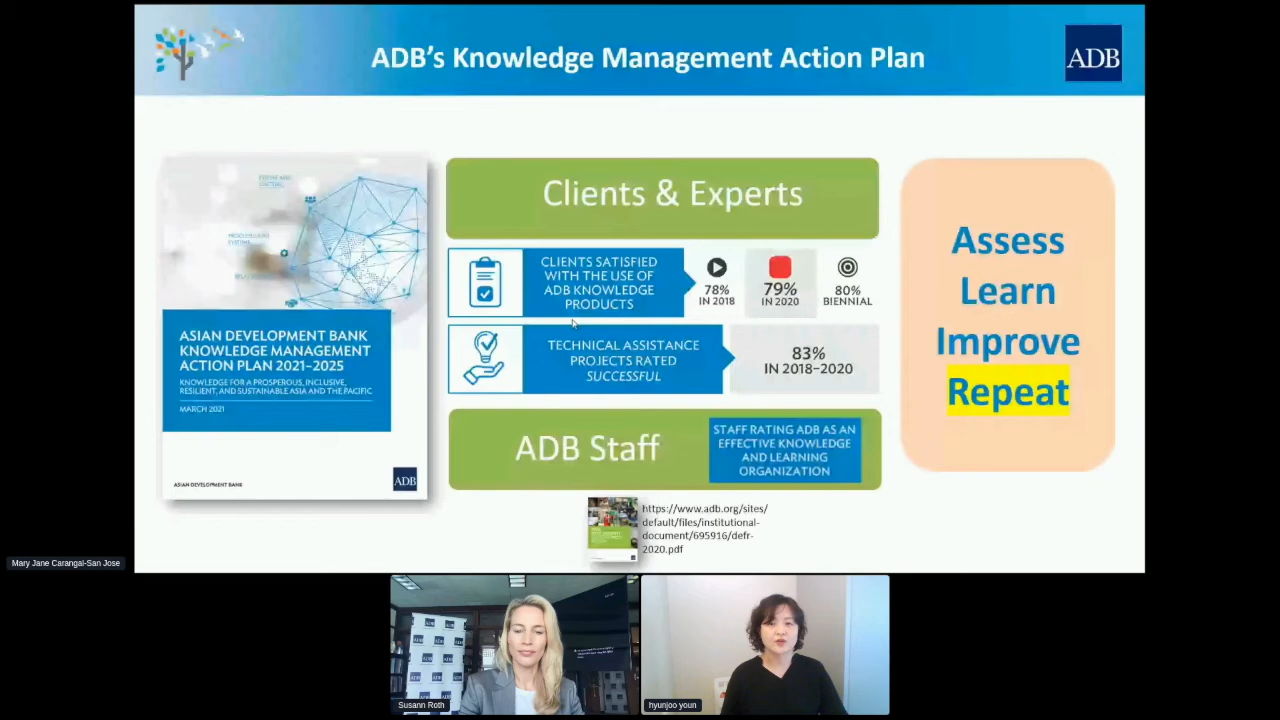 ADB's Knowledge Management Action Plan
ADB
ASIAN DEVELOPMENT BANK
KNOWLEDGE MANAGEMENT
ACTION PLAN 2021–2025
KNOWLEDGE FOR A PROSPEROUS, INCLUSIVE,
RESILIENT, AND SUSTAINABLE ASIA AND THE PACIFIC
MARCH 2021
ASIAN DEVELOPMENT BANK
ADB
Clients & Experts
CLIENTS SATISFIED
WITH THE USE OF
ADB KNOWLEDGE
PRODUCTS
78%
IN 2018
79%
IN 2020
80%
BIENNIAL
TECHNICAL ASSISTANCE
PROJECTS RATED
SUCCESSFUL
83%
IN 2018–2020
ADB Staff
STAFF RATING ADB AS AN
EFFECTIVE KNOWLEDGE
AND LEARNING
ORGANIZATION
https://www.adb.org/sites/
default/files/institutional-
document/695916/defr-
2020.pdf
Assess
Learn
Improve
Repeat
Mary Jane Carangal-San Jose
Susann Roth
hyunjoo youn